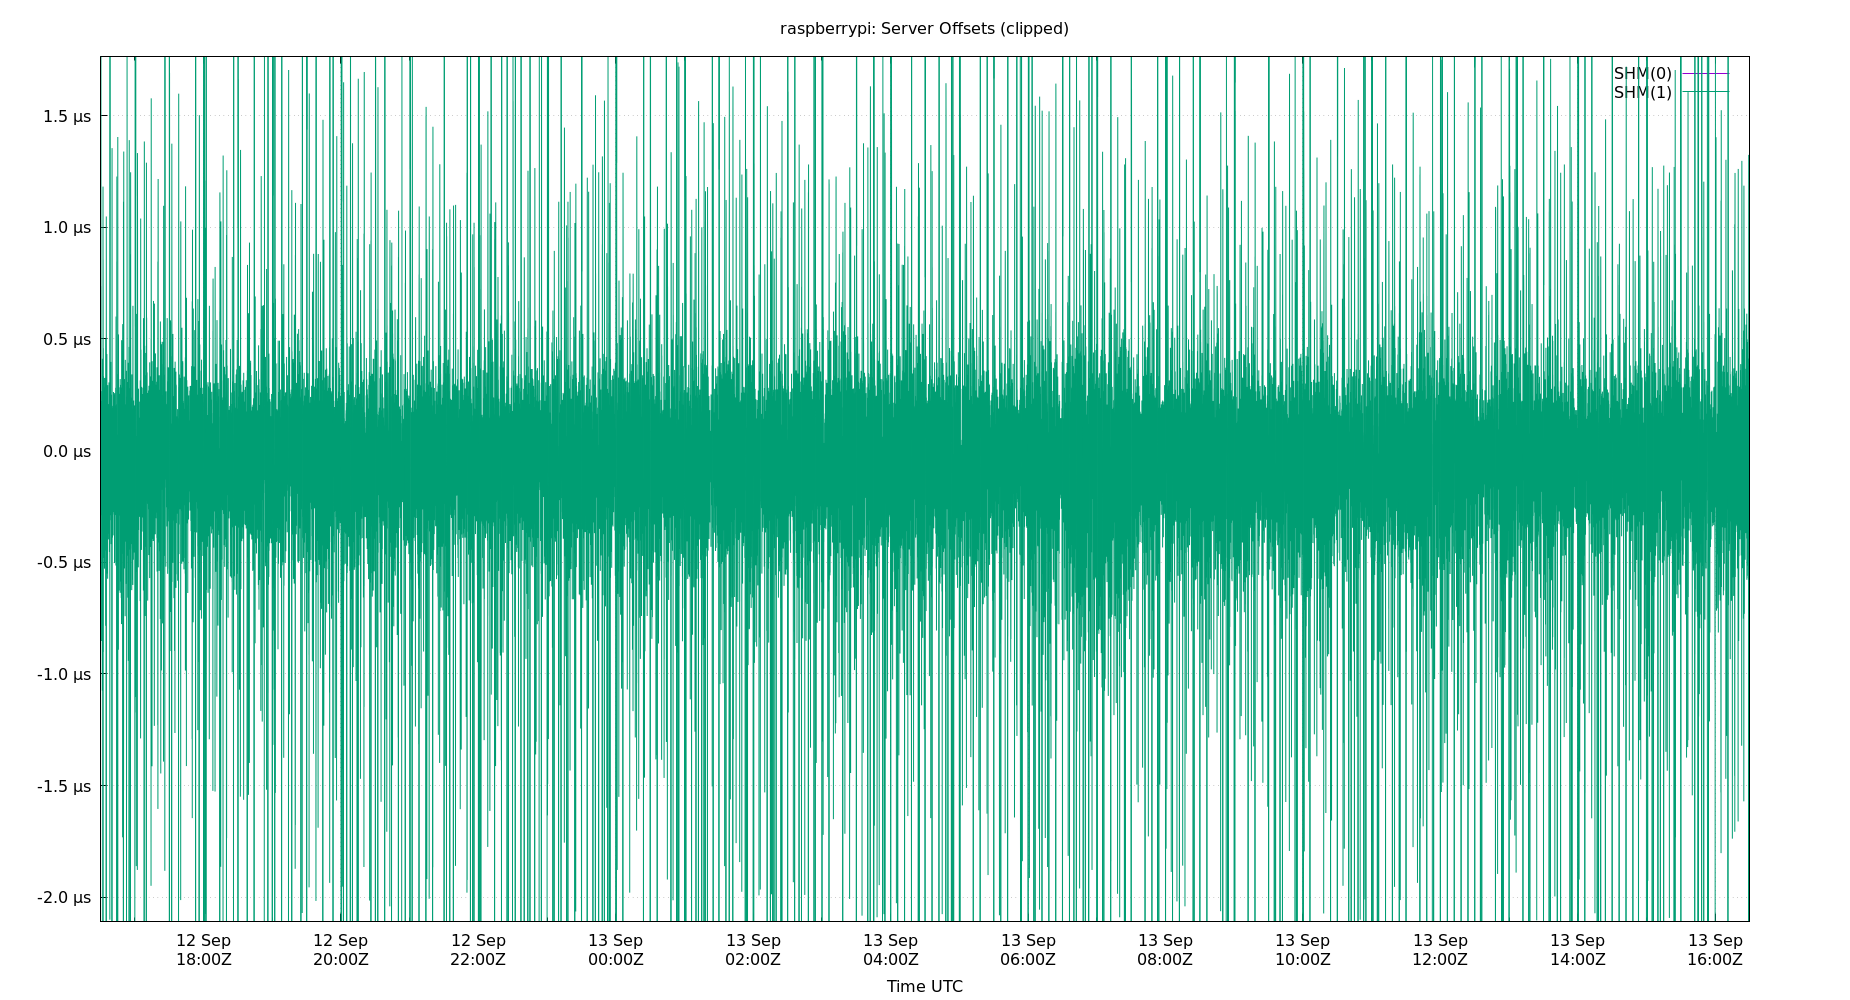 raspberrypi: Server Offsets (clipped)
SHM(0)
SHM(1)
1.5 µs
1.0 µs
0.5 µs
0.0 µs
-0.5 µs
-1.0 µs
-1.5 µs
-2.0 µs
12 Sep 12 Sep 12 Sep 13 Sep 13 Sep 13 Sep 13 Sep 13 Sep 13 Sep 13 Sep 13 Sep 13 Sep
18:00Z 20:00Z 22:00Z 00:00Z 02:00Z 04:00Z 06:00Z 08:00Z 10:00Z 12:00Z 14:00Z 16:00Z
Time UTC